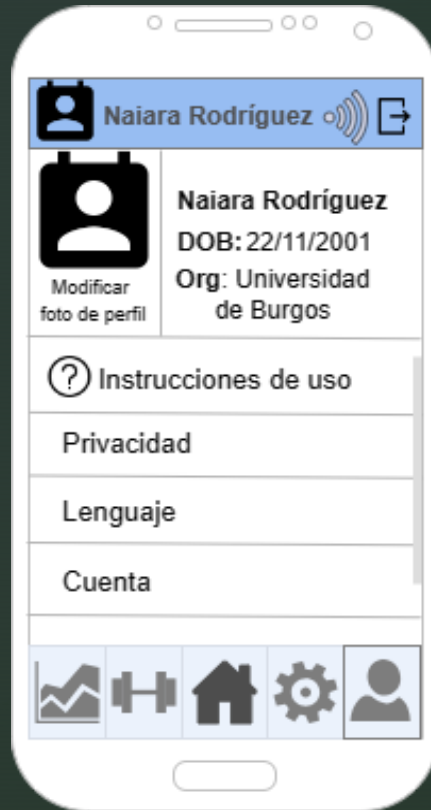 Naiara Rodríguez
Naiara Rodríguez
DOB: 22/11/2001
Org: Universidad
de Burgos
Modificar
foto de perfil
? Instrucciones de uso
Privacidad
Lenguaje
Cuenta